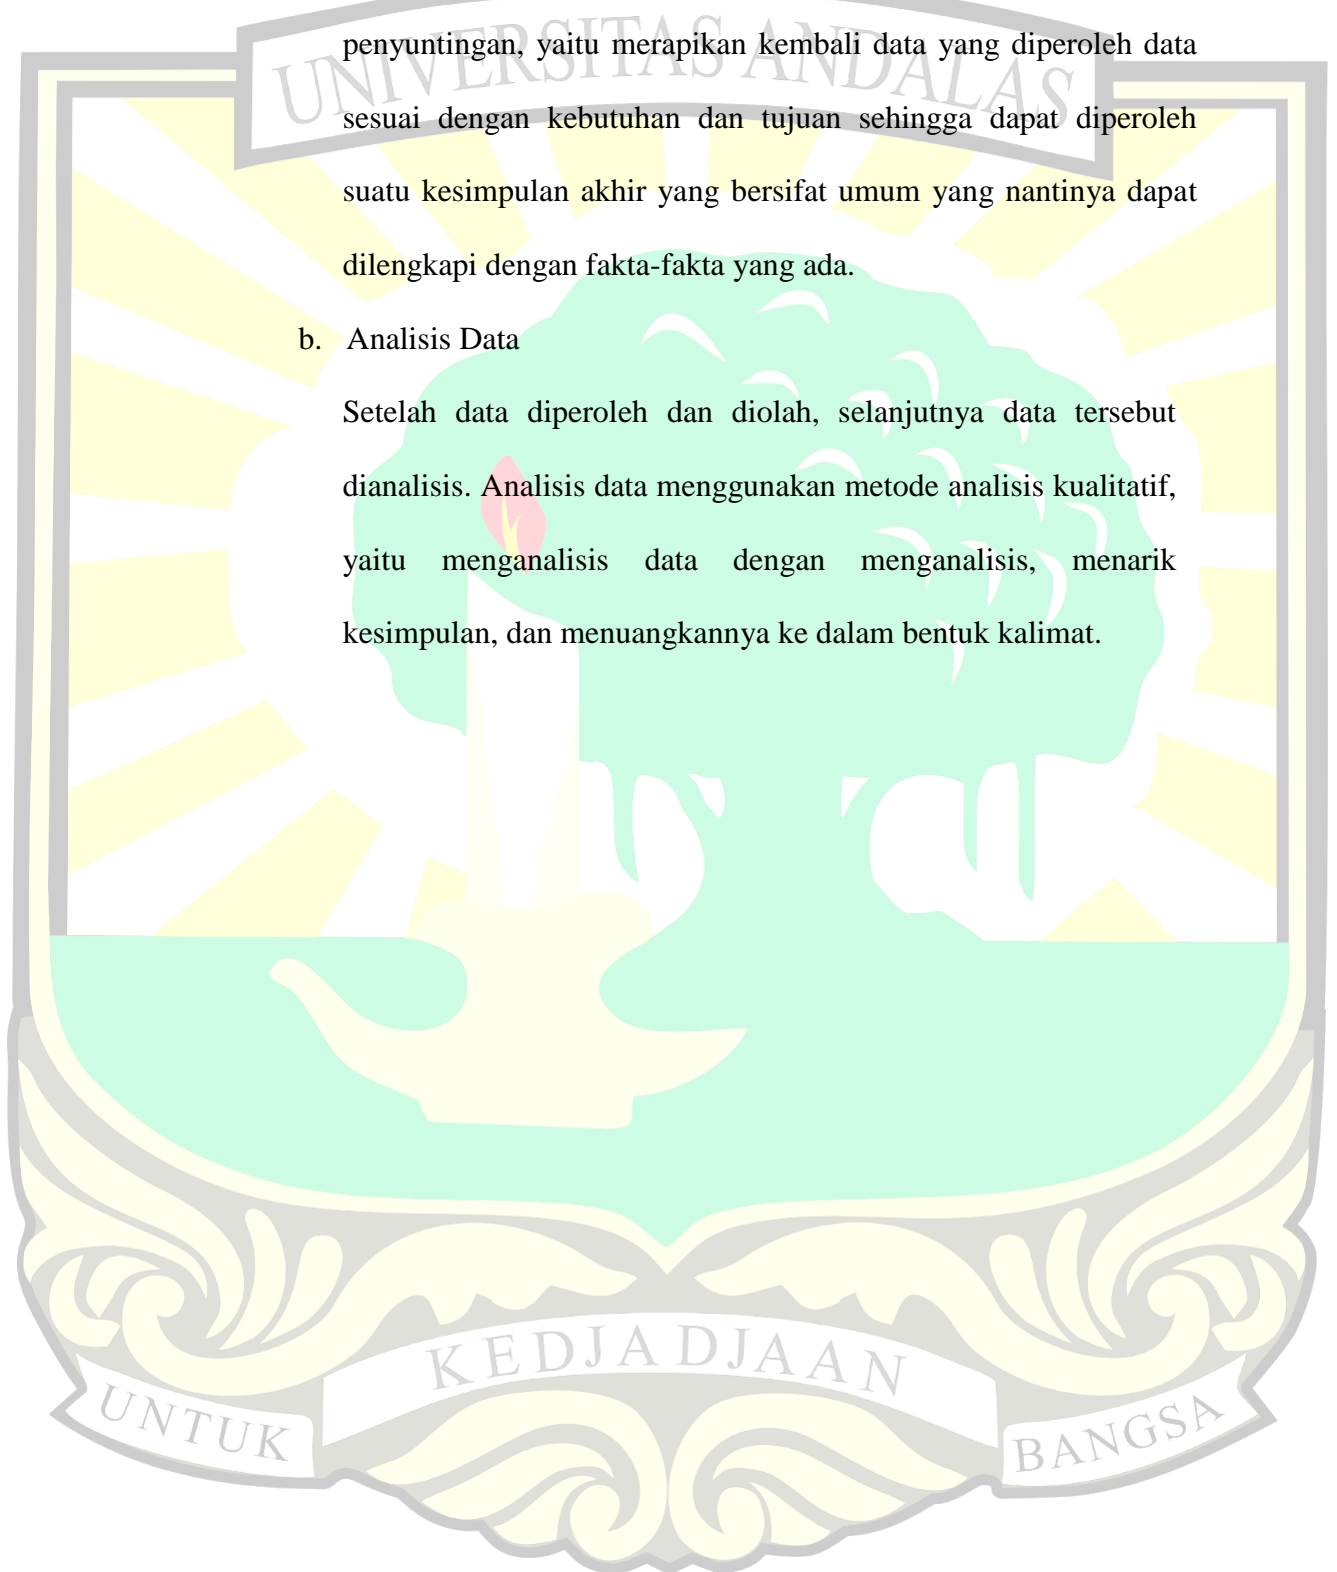 UNIVERSITAS ANDALAS
penyuntingan, yaitu merapikan kembali data yang diperoleh data
sesuai dengan kebutuhan dan tujuan sehingga dapat diperoleh
suatu kesimpulan akhir yang bersifat umum yang nantinya dapat
dilengkapi dengan fakta-fakta yang ada.
b. Analisis Data
Setelah data diperoleh dan diolah, selanjutnya data tersebut
dianalisis. Analisis data menggunakan metode analisis kualitatif,
yaitu menganalisis data dengan menganalisis, menarik
kesimpulan, dan menuangkannya ke dalam bentuk kalimat.
UNTUK KEDJADJAAN BANGSA